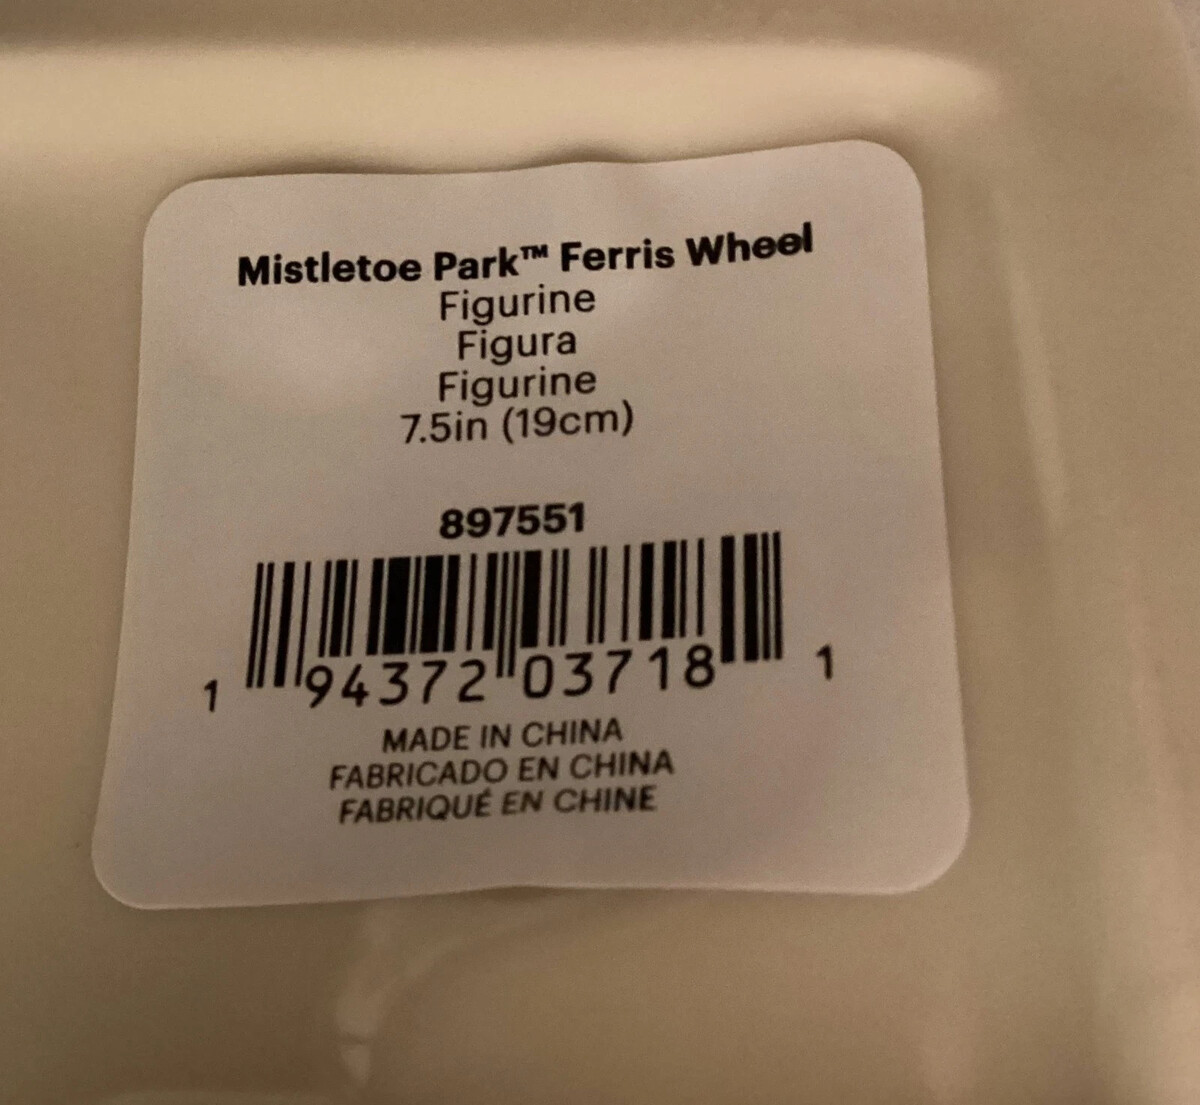 Mistletoe Park™ Ferris Wheel
Figurine
Figura
Figurine
7.5in (19cm)
897551
1 94372 03718 1
MADE IN CHINA
FABRICADO EN CHINA
FABRIQUÉ EN CHINE